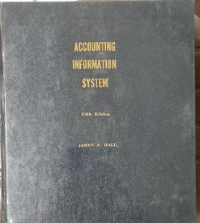 ACCOUNTING
INFORMATION
SYSTEM
Fifth Edition
JAMES A. HALL